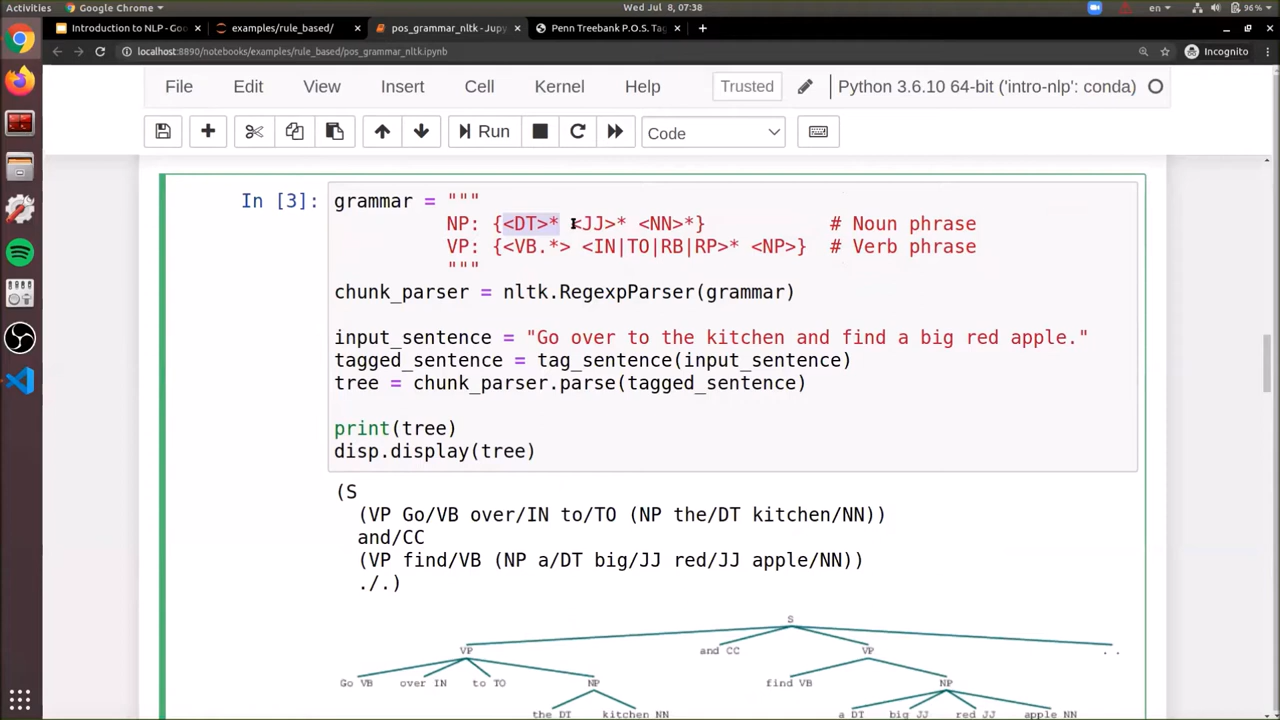 Activities Google Chrome Wed Jul 8, 07:38 en 96%
Introduction to NLP - Goo examples/rule_based/ pos_grammar_nltk - Jupyt Penn Treebank P.O.S. Tag
localhost:8890/notebooks/examples/rule_based/pos_grammar_nltk.ipynb Incognito
File Edit View Insert Cell Kernel Help Trusted Python 3.6.10 64-bit ('intro-nlp': conda)
Run Code
In [3]: grammar = """
NP: {<DT>* <JJ>* <NN>*} # Noun phrase
VP: {<VB.*> <IN|TO|RB|RP>* <NP>} # Verb phrase
"""
chunk_parser = nltk.RegexpParser(grammar)
input_sentence = "Go over to the kitchen and find a big red apple."
tagged_sentence = tag_sentence(input_sentence)
tree = chunk_parser.parse(tagged_sentence)
print(tree)
disp.display(tree)
(S
(VP Go/VB over/IN to/TO (NP the/DT kitchen/NN))
and/CC
(VP find/VB (NP a/DT big/JJ red/JJ apple/NN))
./.)
S
VP and CC VP . .
Go VB over IN to TO NP find VB NP
the DT kitchen NN a DT big JJ red JJ apple NN